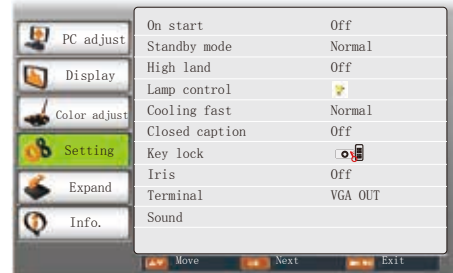 PC adjust
Display
Color adjust
Setting
Expand
Info.
On start Off
Standby mode Normal
High land Off
Lamp control
Cooling fast Normal
Closed caption Off
Key lock
Iris Off
Terminal VGA OUT
Sound
Move Next Exit